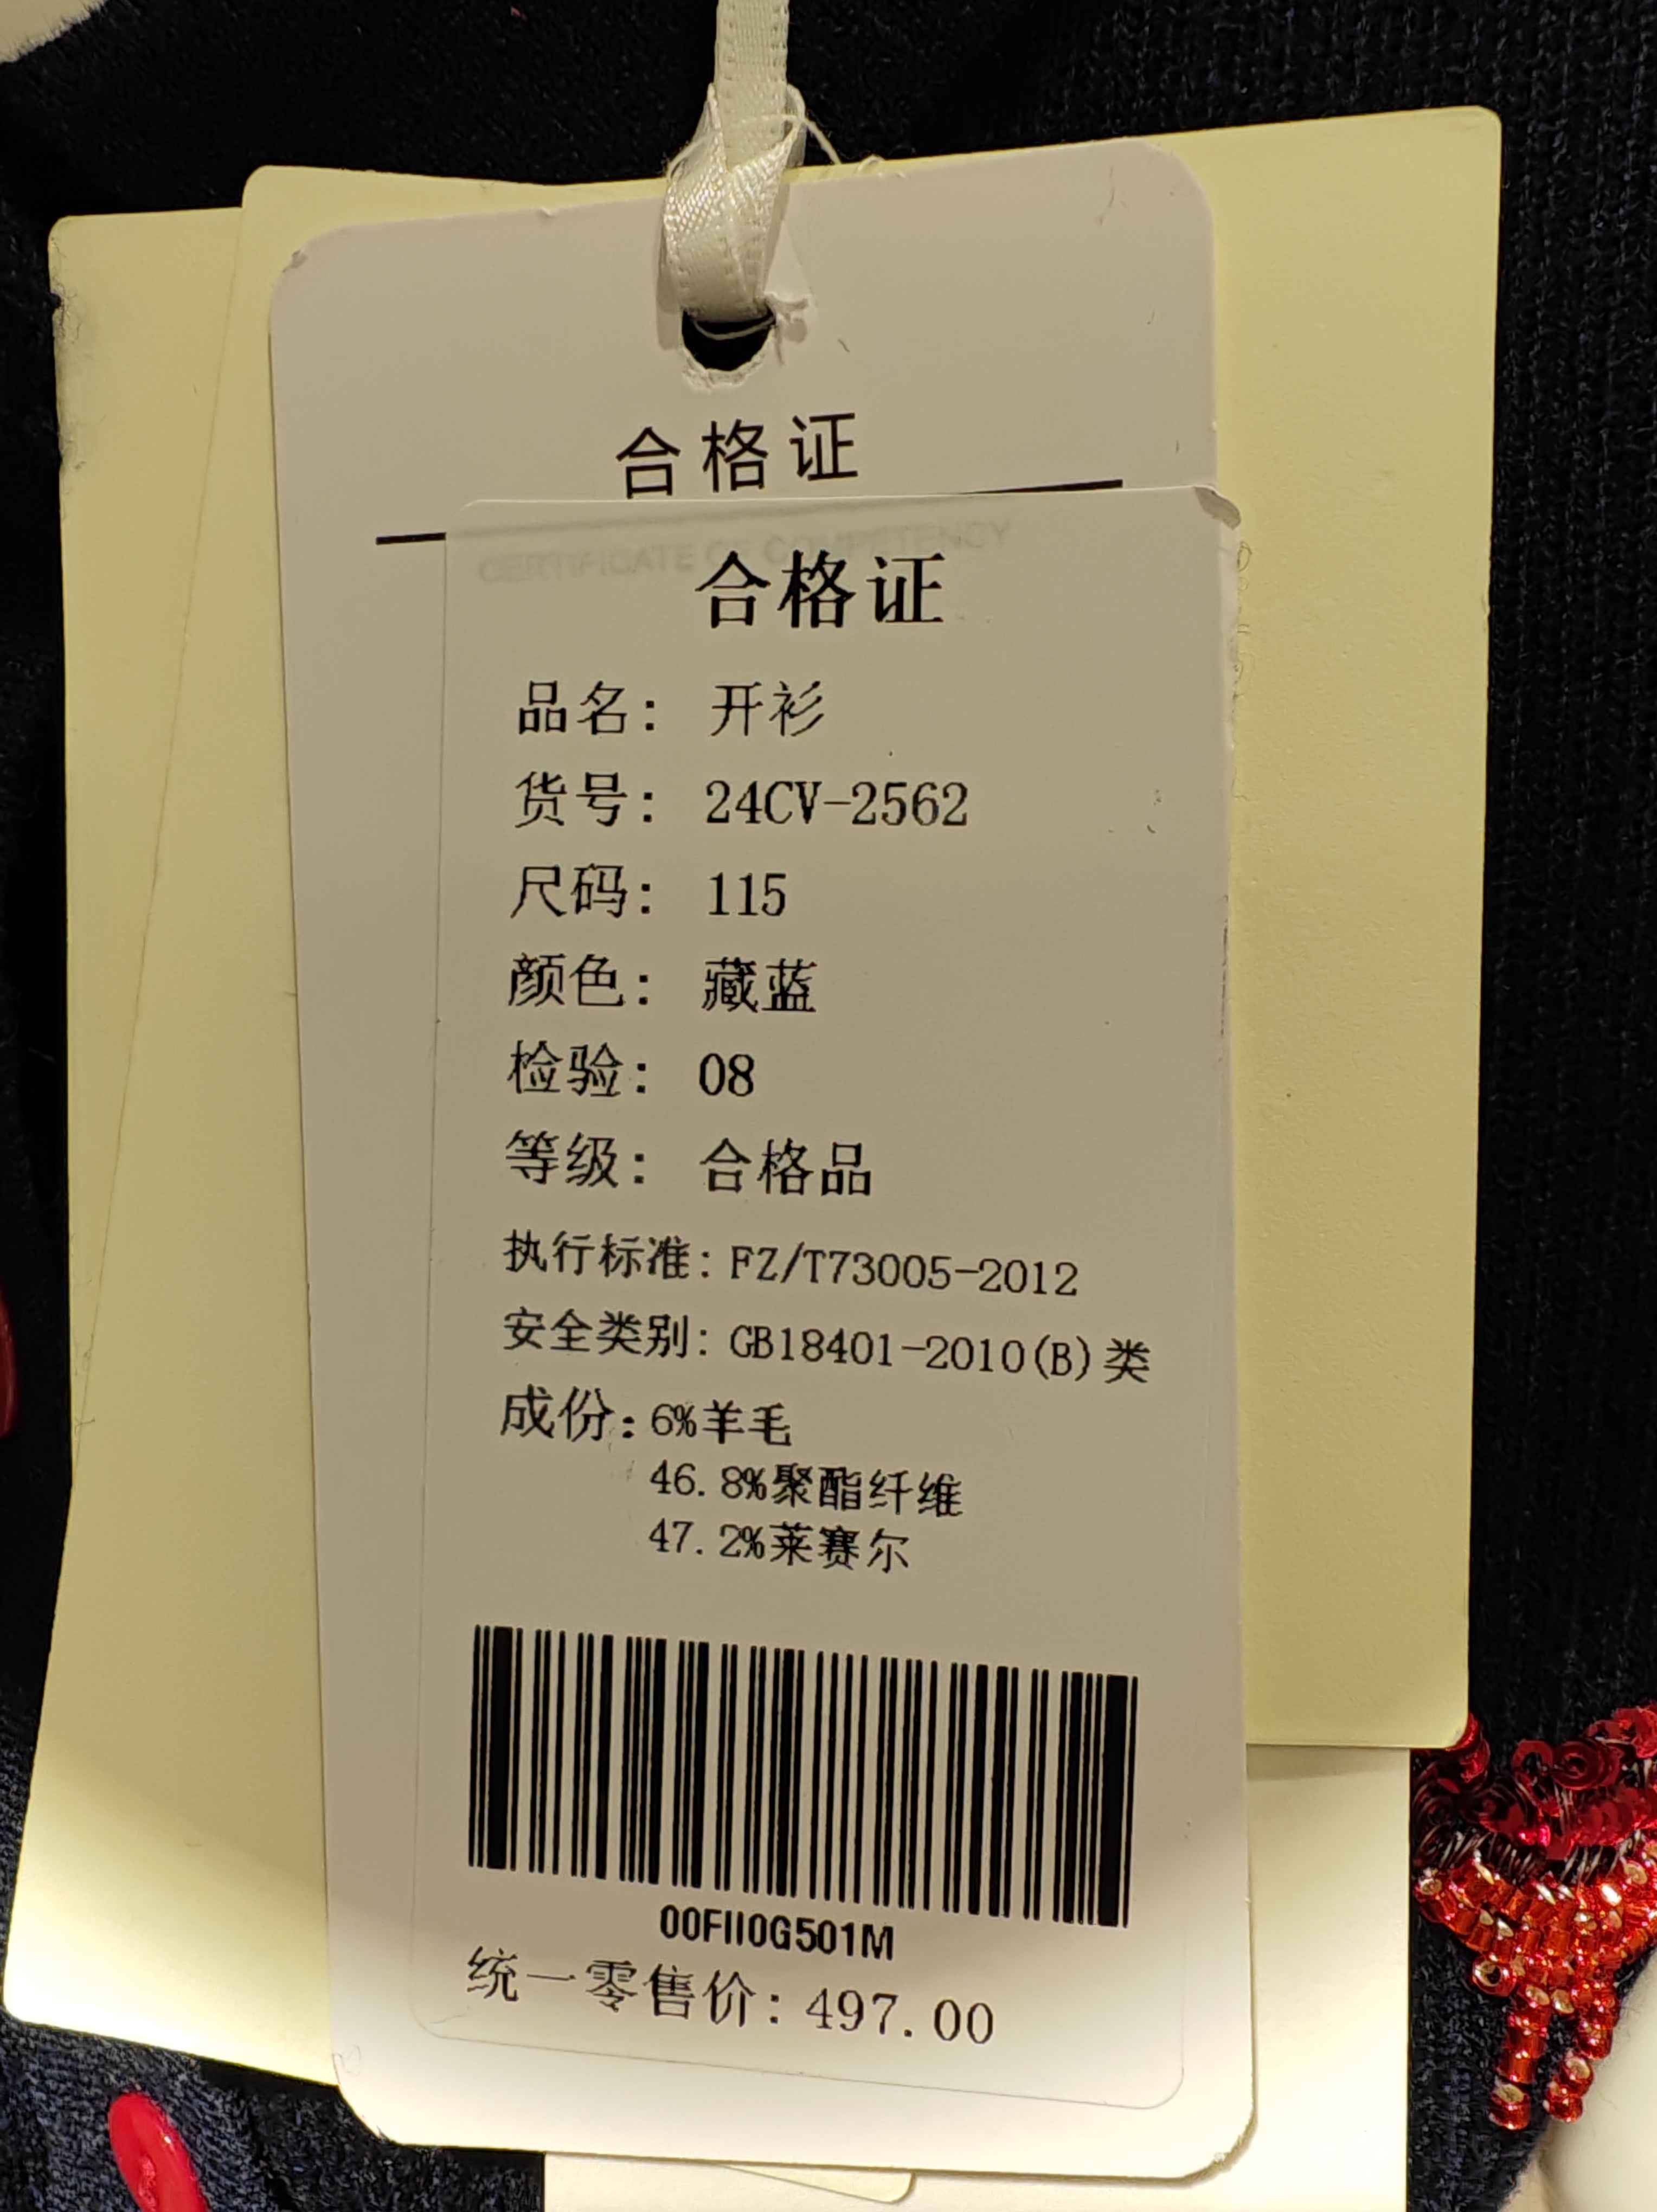 合格证
CERTIFICATE OF COMPETENCY
合格证
品名： 开衫
货号： 24CV-2562
尺码： 115
颜色： 藏蓝
检验： 08
等级： 合格品
执行标准：FZ/T73005-2012
安全类别：GB18401-2010(B)类
成份：6%羊毛
46.8%聚酯纤维
47.2%莱赛尔
00FII0G501M
统一零售价：497.00